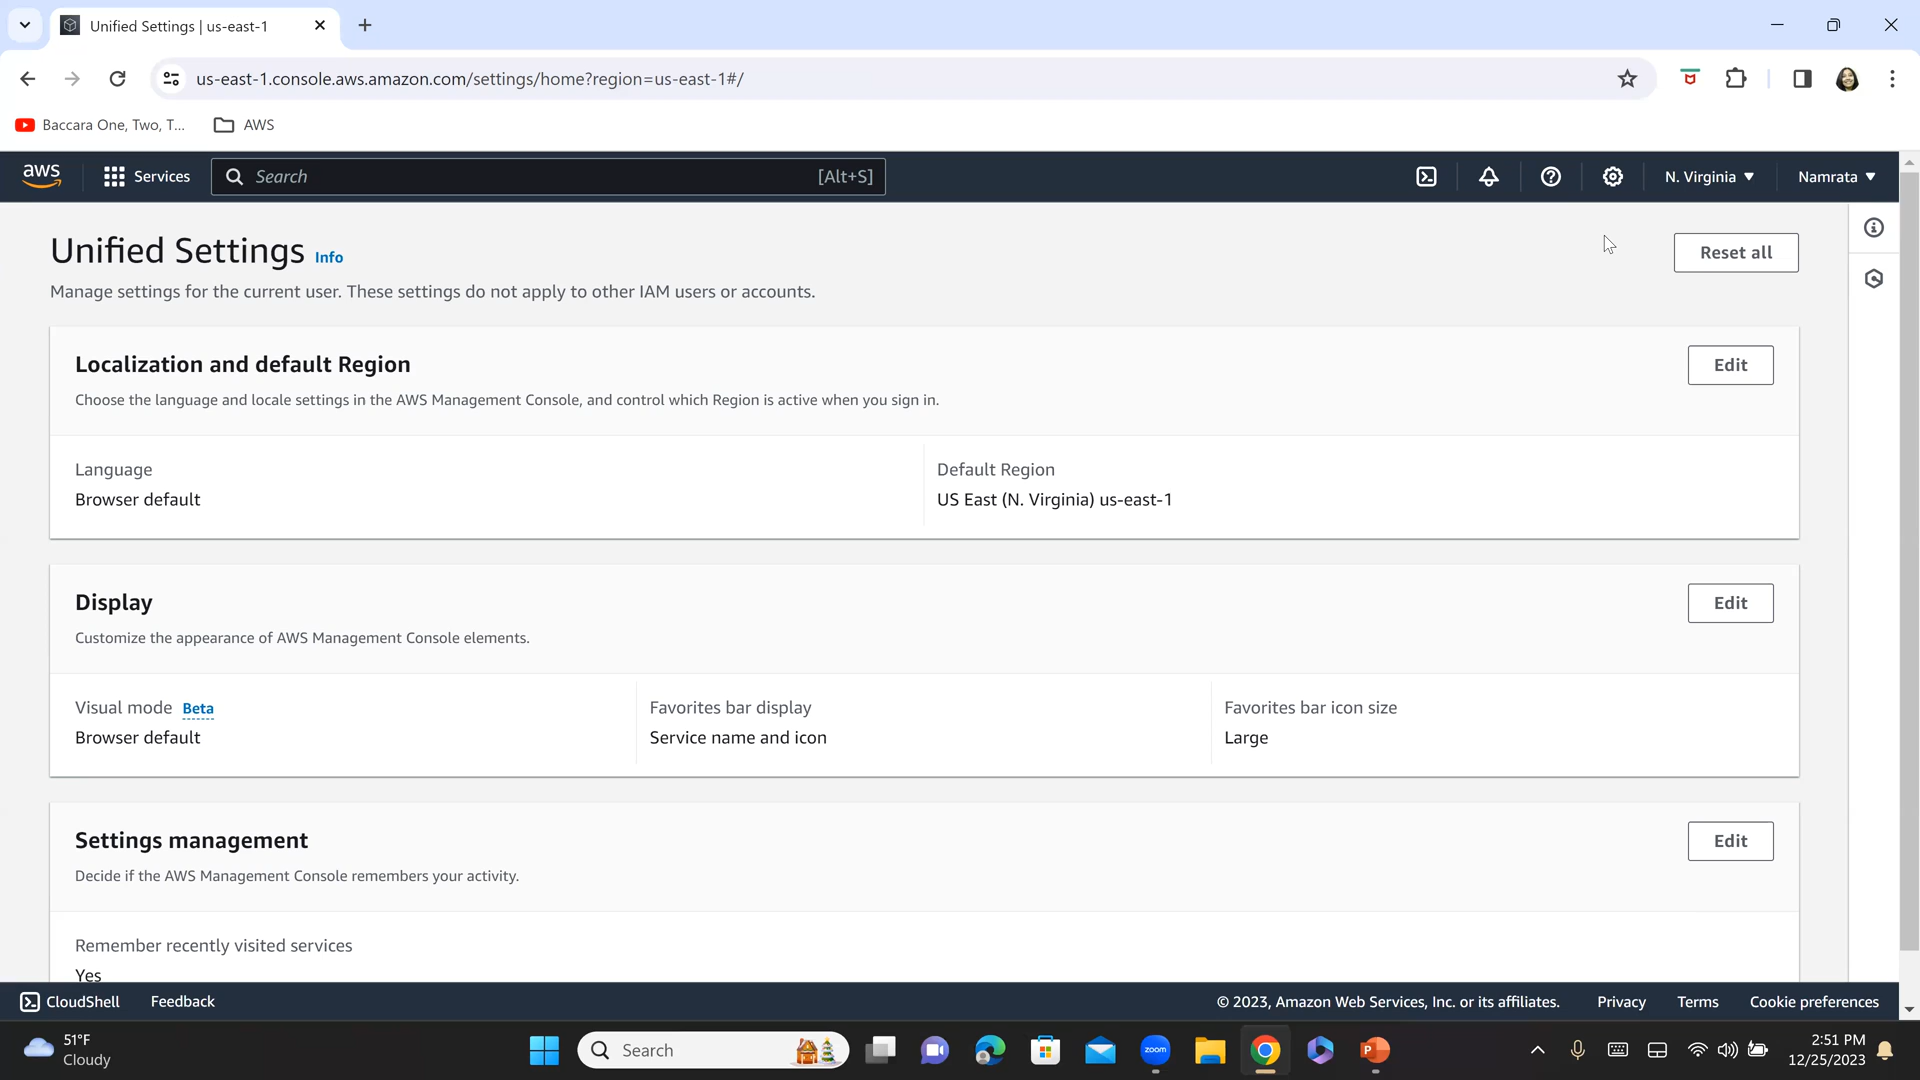 Unified Settings | us-east-1
us-east-1.console.aws.amazon.com/settings/home?region=us-east-1#/
Baccara One, Two, T...
AWS
aws
Services
Search
[Alt+S]
N. Virginia
Namrata
Unified Settings Info
Reset all
Manage settings for the current user. These settings do not apply to other IAM users or accounts.
Localization and default Region
Edit
Choose the language and locale settings in the AWS Management Console, and control which Region is active when you sign in.
Language
Browser default
Default Region
US East (N. Virginia) us-east-1
Display
Edit
Customize the appearance of AWS Management Console elements.
Visual mode Beta
Browser default
Favorites bar display
Service name and icon
Favorites bar icon size
Large
Settings management
Edit
Decide if the AWS Management Console remembers your activity.
Remember recently visited services
Yes
CloudShell
Feedback
© 2023, Amazon Web Services, Inc. or its affiliates.
Privacy
Terms
Cookie preferences
51°F
Cloudy
Search
zoom
P
2:51 PM
12/25/2023